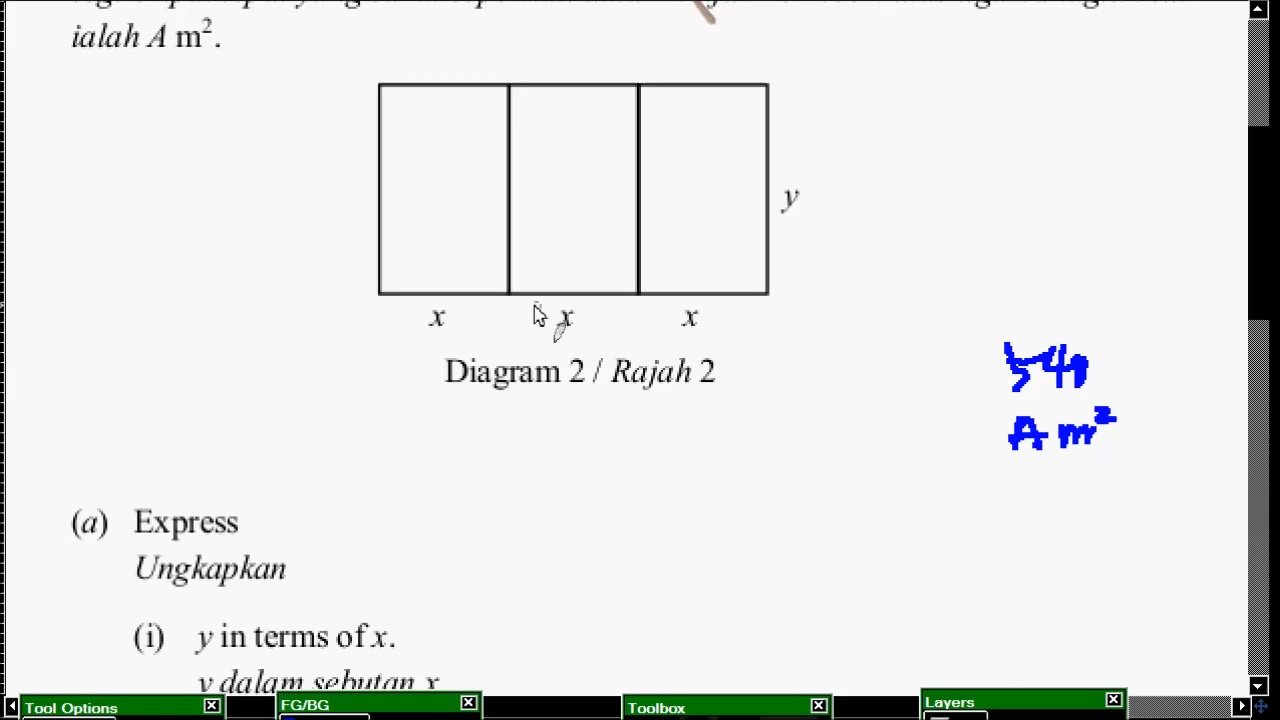 ialah A m².
y
x x x
Diagram 2 / Rajah 2
A m²
(a) Express
Ungkapkan
(i) y in terms of x.
y dalam sebutan x
Tool Options
FG/BG
Toolbox
Layers